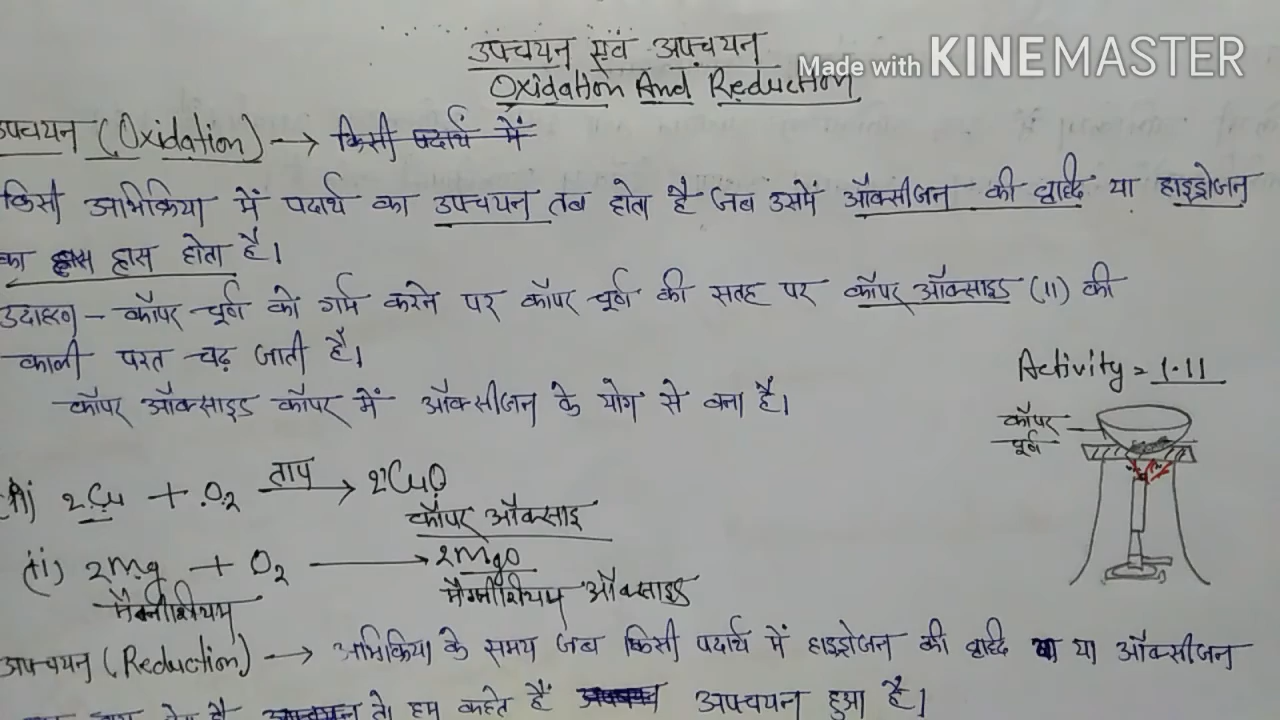 उपचयन एवं अपचयन
Made with KINEMASTER
Oxidation And Reduction
उपचयन (Oxidation) → किसी पदार्थ में
किसी अभिक्रिया में पदार्थ का उपचयन तब होता है जब उसमें ऑक्सीजन की वृद्धि या हाइड्रोजन
का ह्रास होता है।
उदाहरण – कॉपर चूर्ण को गर्म करने पर कॉपर चूर्ण की सतह पर कॉपर ऑक्साइड (II) की
काली परत चढ़ जाती है।
कॉपर ऑक्साइड कॉपर में ऑक्सीजन के योग से बना है।
Activity = 1.11
कॉपर
चूर्ण
2Cu + O₂ ताप → 2CuO
कॉपर ऑक्साइ
(ii) 2Mg + O₂ → 2MgO
मैग्नीशियम मैग्नीशियम ऑक्साइड
अपचयन (Reduction) → अभिक्रिया के समय जब किसी पदार्थ में हाइड्रोजन की वृद्धि या ऑक्सीजन
तो हम कहते हैं अपचयन हुआ है।